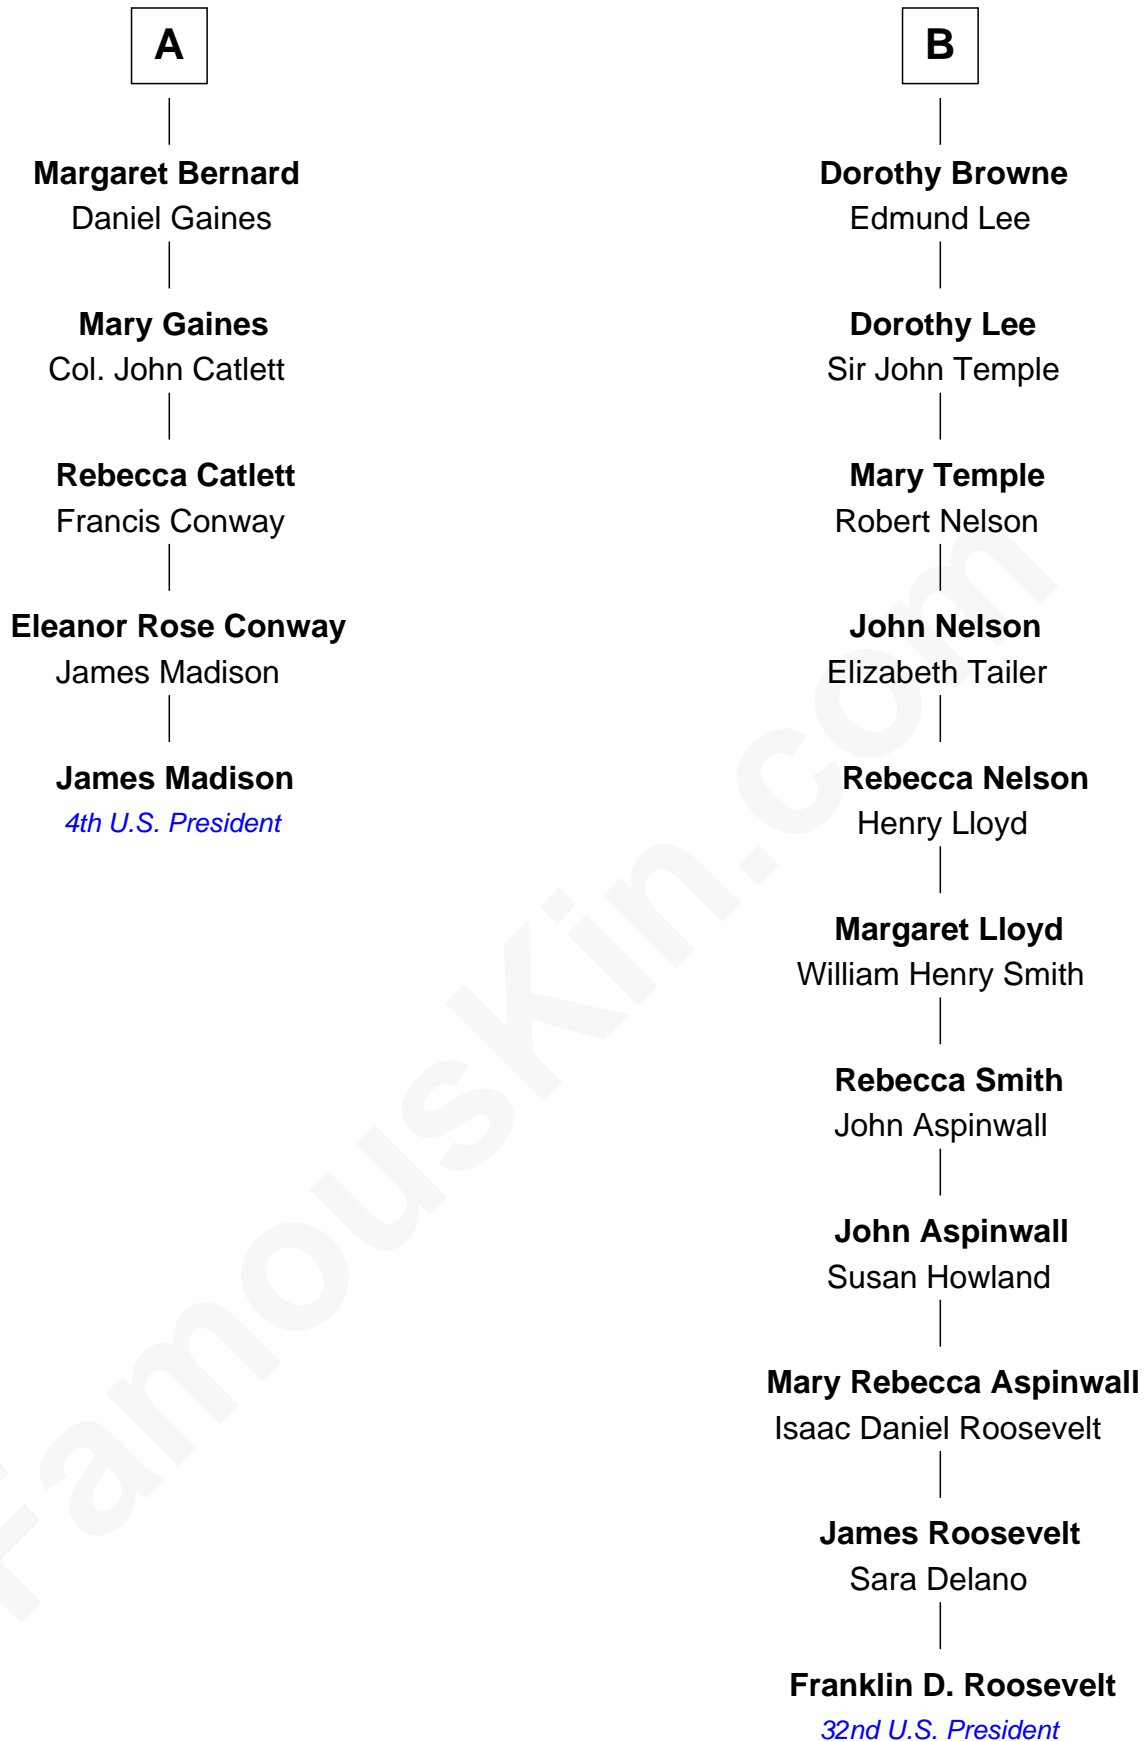 A
Margaret Bernard
Daniel Gaines
Mary Gaines
Col. John Catlett
Rebecca Catlett
Francis Conway
Eleanor Rose Conway
James Madison
James Madison
4th U.S. President
B
Dorothy Browne
Edmund Lee
Dorothy Lee
Sir John Temple
Mary Temple
Robert Nelson
John Nelson
Elizabeth Tailer
Rebecca Nelson
Henry Lloyd
Margaret Lloyd
William Henry Smith
Rebecca Smith
John Aspinwall
John Aspinwall
Susan Howland
Mary Rebecca Aspinwall
Isaac Daniel Roosevelt
James Roosevelt
Sara Delano
Franklin D. Roosevelt
32nd U.S. President
FamousKin.com